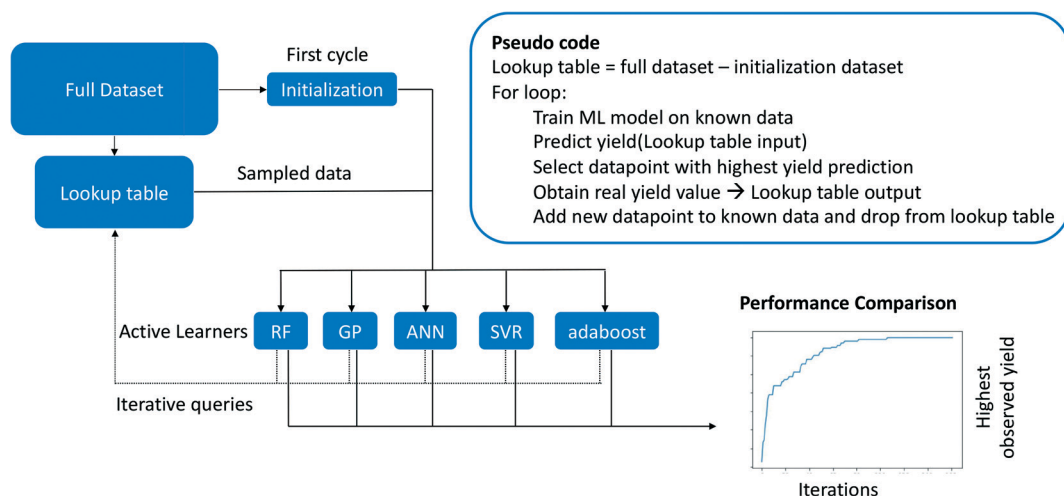 Full Dataset
First cycle
Initialization
Lookup table
Sampled data
Pseudo code
Lookup table = full dataset – initialization dataset
For loop:
Train ML model on known data
Predict yield(Lookup table input)
Select datapoint with highest yield prediction
Obtain real yield value → Lookup table output
Add new datapoint to known data and drop from lookup table
Active Learners
RF
GP
ANN
SVR
adaboost
Iterative queries
Performance Comparison
Highest
observed yield
Iterations